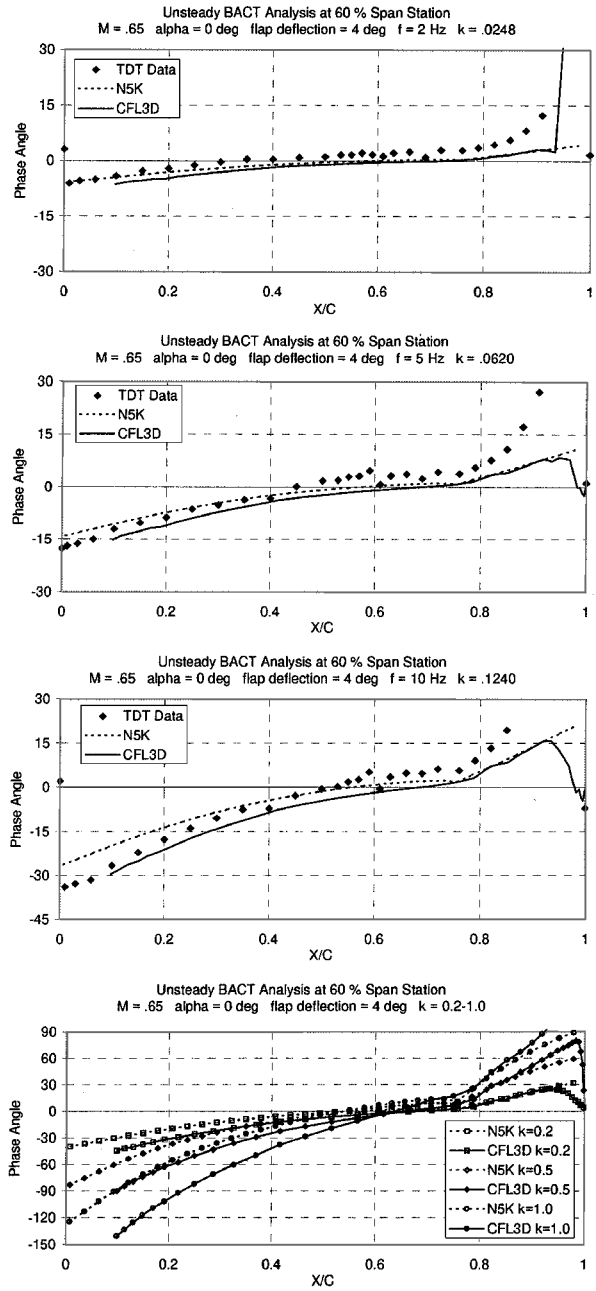 Unsteady BACT Analysis at 60 % Span Station
M = .65 alpha = 0 deg flap deflection = 4 deg f = 2 Hz k = .0248
30
15
0
-15
-30
Phase Angle
TDT Data
N5K
CFL3D
0 0.2 0.4 0.6 0.8 1
X/C
Unsteady BACT Analysis at 60 % Span Station
M = .65 alpha = 0 deg flap deflection = 4 deg f = 5 Hz k = .0620
30
15
0
-15
-30
Phase Angle
TDT Data
N5K
CFL3D
0 0.2 0.4 0.6 0.8 1
X/C
Unsteady BACT Analysis at 60 % Span Station
M = .65 alpha = 0 deg flap deflection = 4 deg f = 10 Hz k = .1240
30
15
0
-15
-30
-45
Phase Angle
TDT Data
N5K
CFL3D
0 0.2 0.4 0.6 0.8 1
X/C
Unsteady BACT Analysis at 60 % Span Station
M = .65 alpha = 0 deg flap deflection = 4 deg k = 0.2-1.0
90
60
30
0
-30
-60
-90
-120
-150
Phase Angle
N5K k=0.2
CFL3D k=0.2
N5K k=0.5
CFL3D k=0.5
N5K k=1.0
CFL3D k=1.0
0 0.2 0.4 0.6 0.8 1
X/C